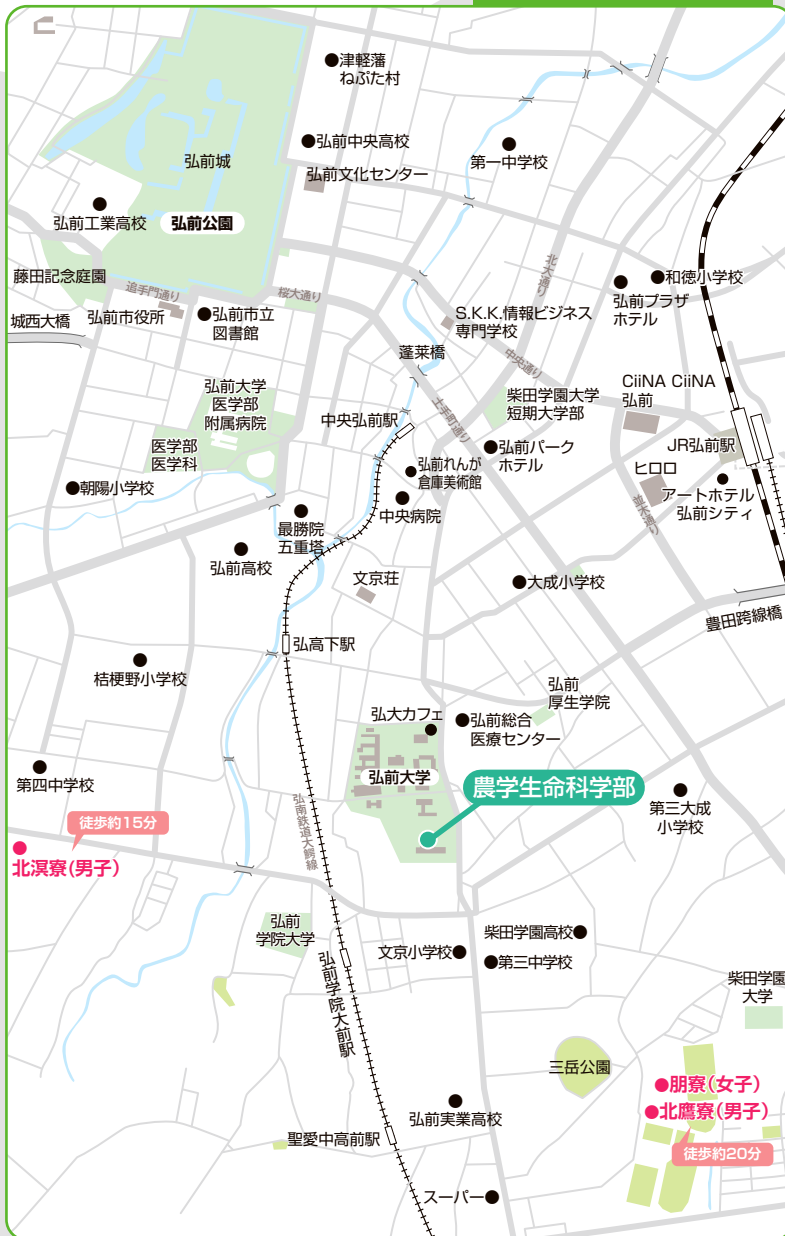 津軽藩
ねぷた村
弘前中央高校
弘前文化センター
第一中学校
弘前城
弘前工業高校
弘前公園
藤田記念庭園
追手門通り
桜大通り
北大通り
和徳小学校
弘前プラザ
ホテル
城西大橋
弘前市役所
弘前市立
図書館
S.K.K.情報ビジネス
専門学校
蓬莱橋
中央通り
土手町通り
弘前大学
医学部
附属病院
柴田学園大学
短期大学部
CiiNA CiiNA
弘前
中央弘前駅
医学部
医学科
弘前れんが
倉庫美術館
弘前パーク
ホテル
JR弘前駅
ヒロロ
朝陽小学校
中央病院
アートホテル
弘前シティ
最勝院
五重塔
弘前高校
文京荘
大成小学校
豊田跨線橋
弘高下駅
桔梗野小学校
弘前
厚生学院
弘大カフェ
弘前総合
医療センター
弘前大学
農学生命科学部
第四中学校
第三大成
小学校
弘南鉄道大鰐線
徒歩約15分
北溟寮(男子)
弘前
学院大学
弘前学院大前駅
文京小学校
柴田学園高校
第三中学校
柴田学園
大学
三岳公園
朋寮(女子)
北鷹寮(男子)
徒歩約20分
弘前実業高校
聖愛中高前駅
スーパー